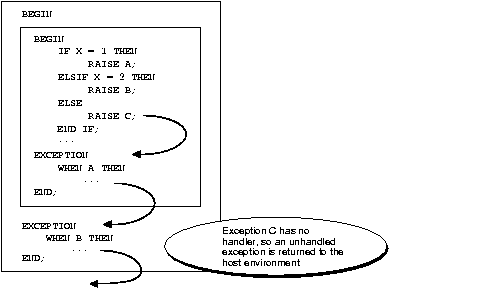 BEGIN
BEGIN
IF X = 1 THEN
RAISE A;
ELSIF X = 2 THEN
RAISE B;
ELSE
RAISE C;
END IF;
...
EXCEPTION
WHEN A THEN
...
END;
EXCEPTION
WHEN B THEN
...
END;
Exception C has no
handler, so an unhandled
exception is returned to the
host environment